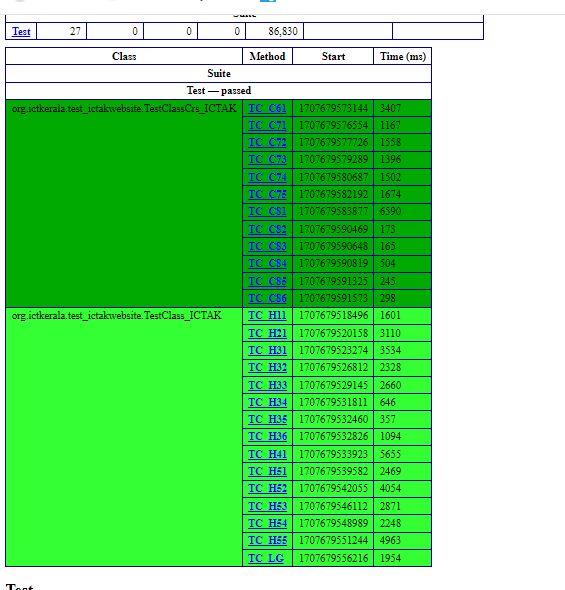 Suite
Test 27 0 0 0 86,830
Class Method Start Time (ms)
Suite
Test — passed
org.ictkerala.test_ictakwebsite.TestClassCrs_ICTAK TC_C61 1707679573144 3407
TC_C71 1707679576554 1167
TC_C72 1707679577726 1558
TC_C73 1707679579289 1396
TC_C74 1707679580687 1502
TC_C75 1707679582192 1674
TC_C81 1707679583877 6590
TC_C82 1707679590469 173
TC_C83 1707679590648 165
TC_C84 1707679590819 504
TC_C85 1707679591325 245
TC_C86 1707679591573 298
org.ictkerala.test_ictakwebsite.TestClass_ICTAK TC_H11 1707679518496 1601
TC_H21 1707679520158 3110
TC_H31 1707679523274 3534
TC_H32 1707679526812 2328
TC_H33 1707679529145 2660
TC_H34 1707679531811 646
TC_H35 1707679532460 357
TC_H36 1707679532826 1094
TC_H41 1707679533923 5655
TC_H51 1707679539582 2469
TC_H52 1707679542055 4054
TC_H53 1707679546112 2871
TC_H54 1707679548989 2248
TC_H55 1707679551244 4963
TC_LG 1707679556216 1954
Test